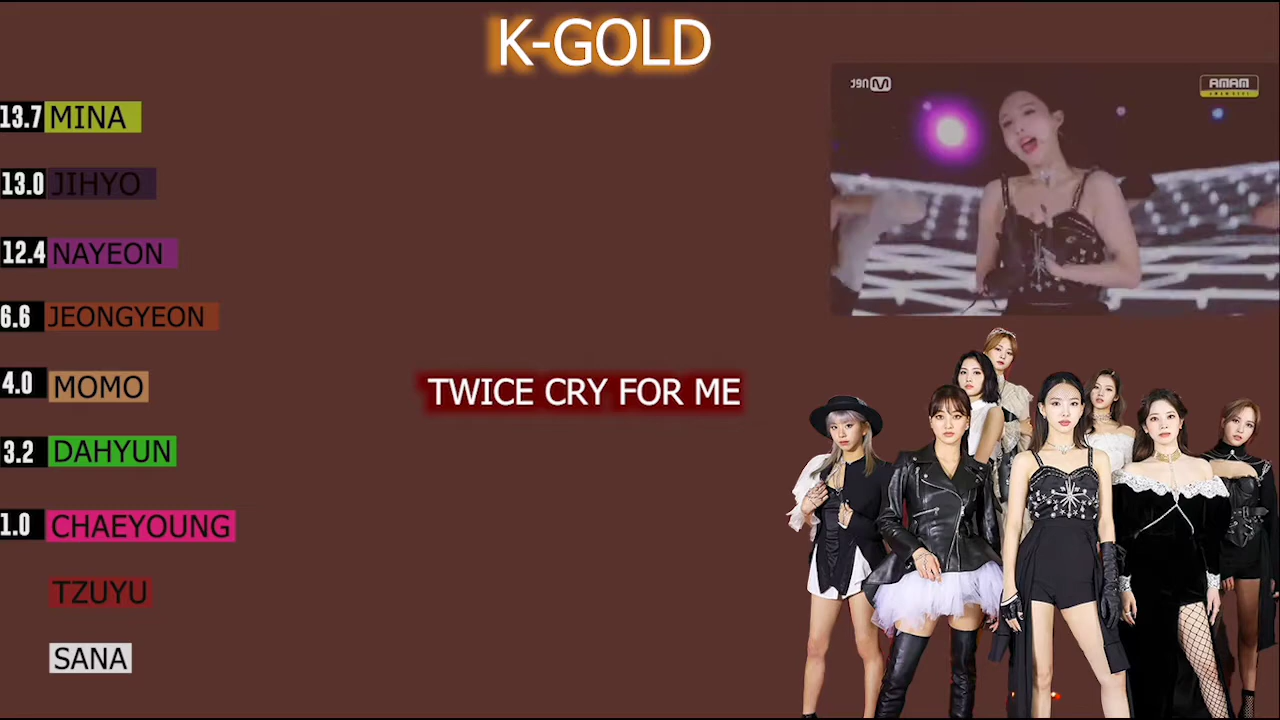 K-GOLD
13.7 MINA
13.0 JIHYO
12.4 NAYEON
6.6 JEONGYEON
4.0 MOMO
3.2 DAHYUN
1.0 CHAEYOUNG
TZUYU
SANA
TWICE CRY FOR ME